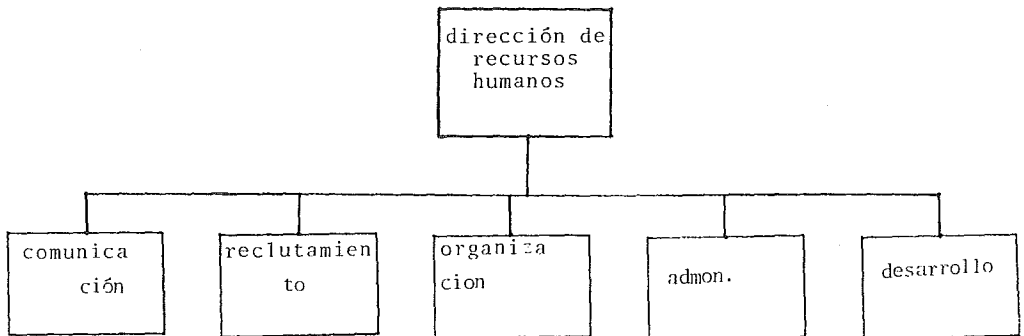 dirección de
recursos
humanos
comunica
ción
reclutamien
to
organiza
cion
admon.
desarrollo